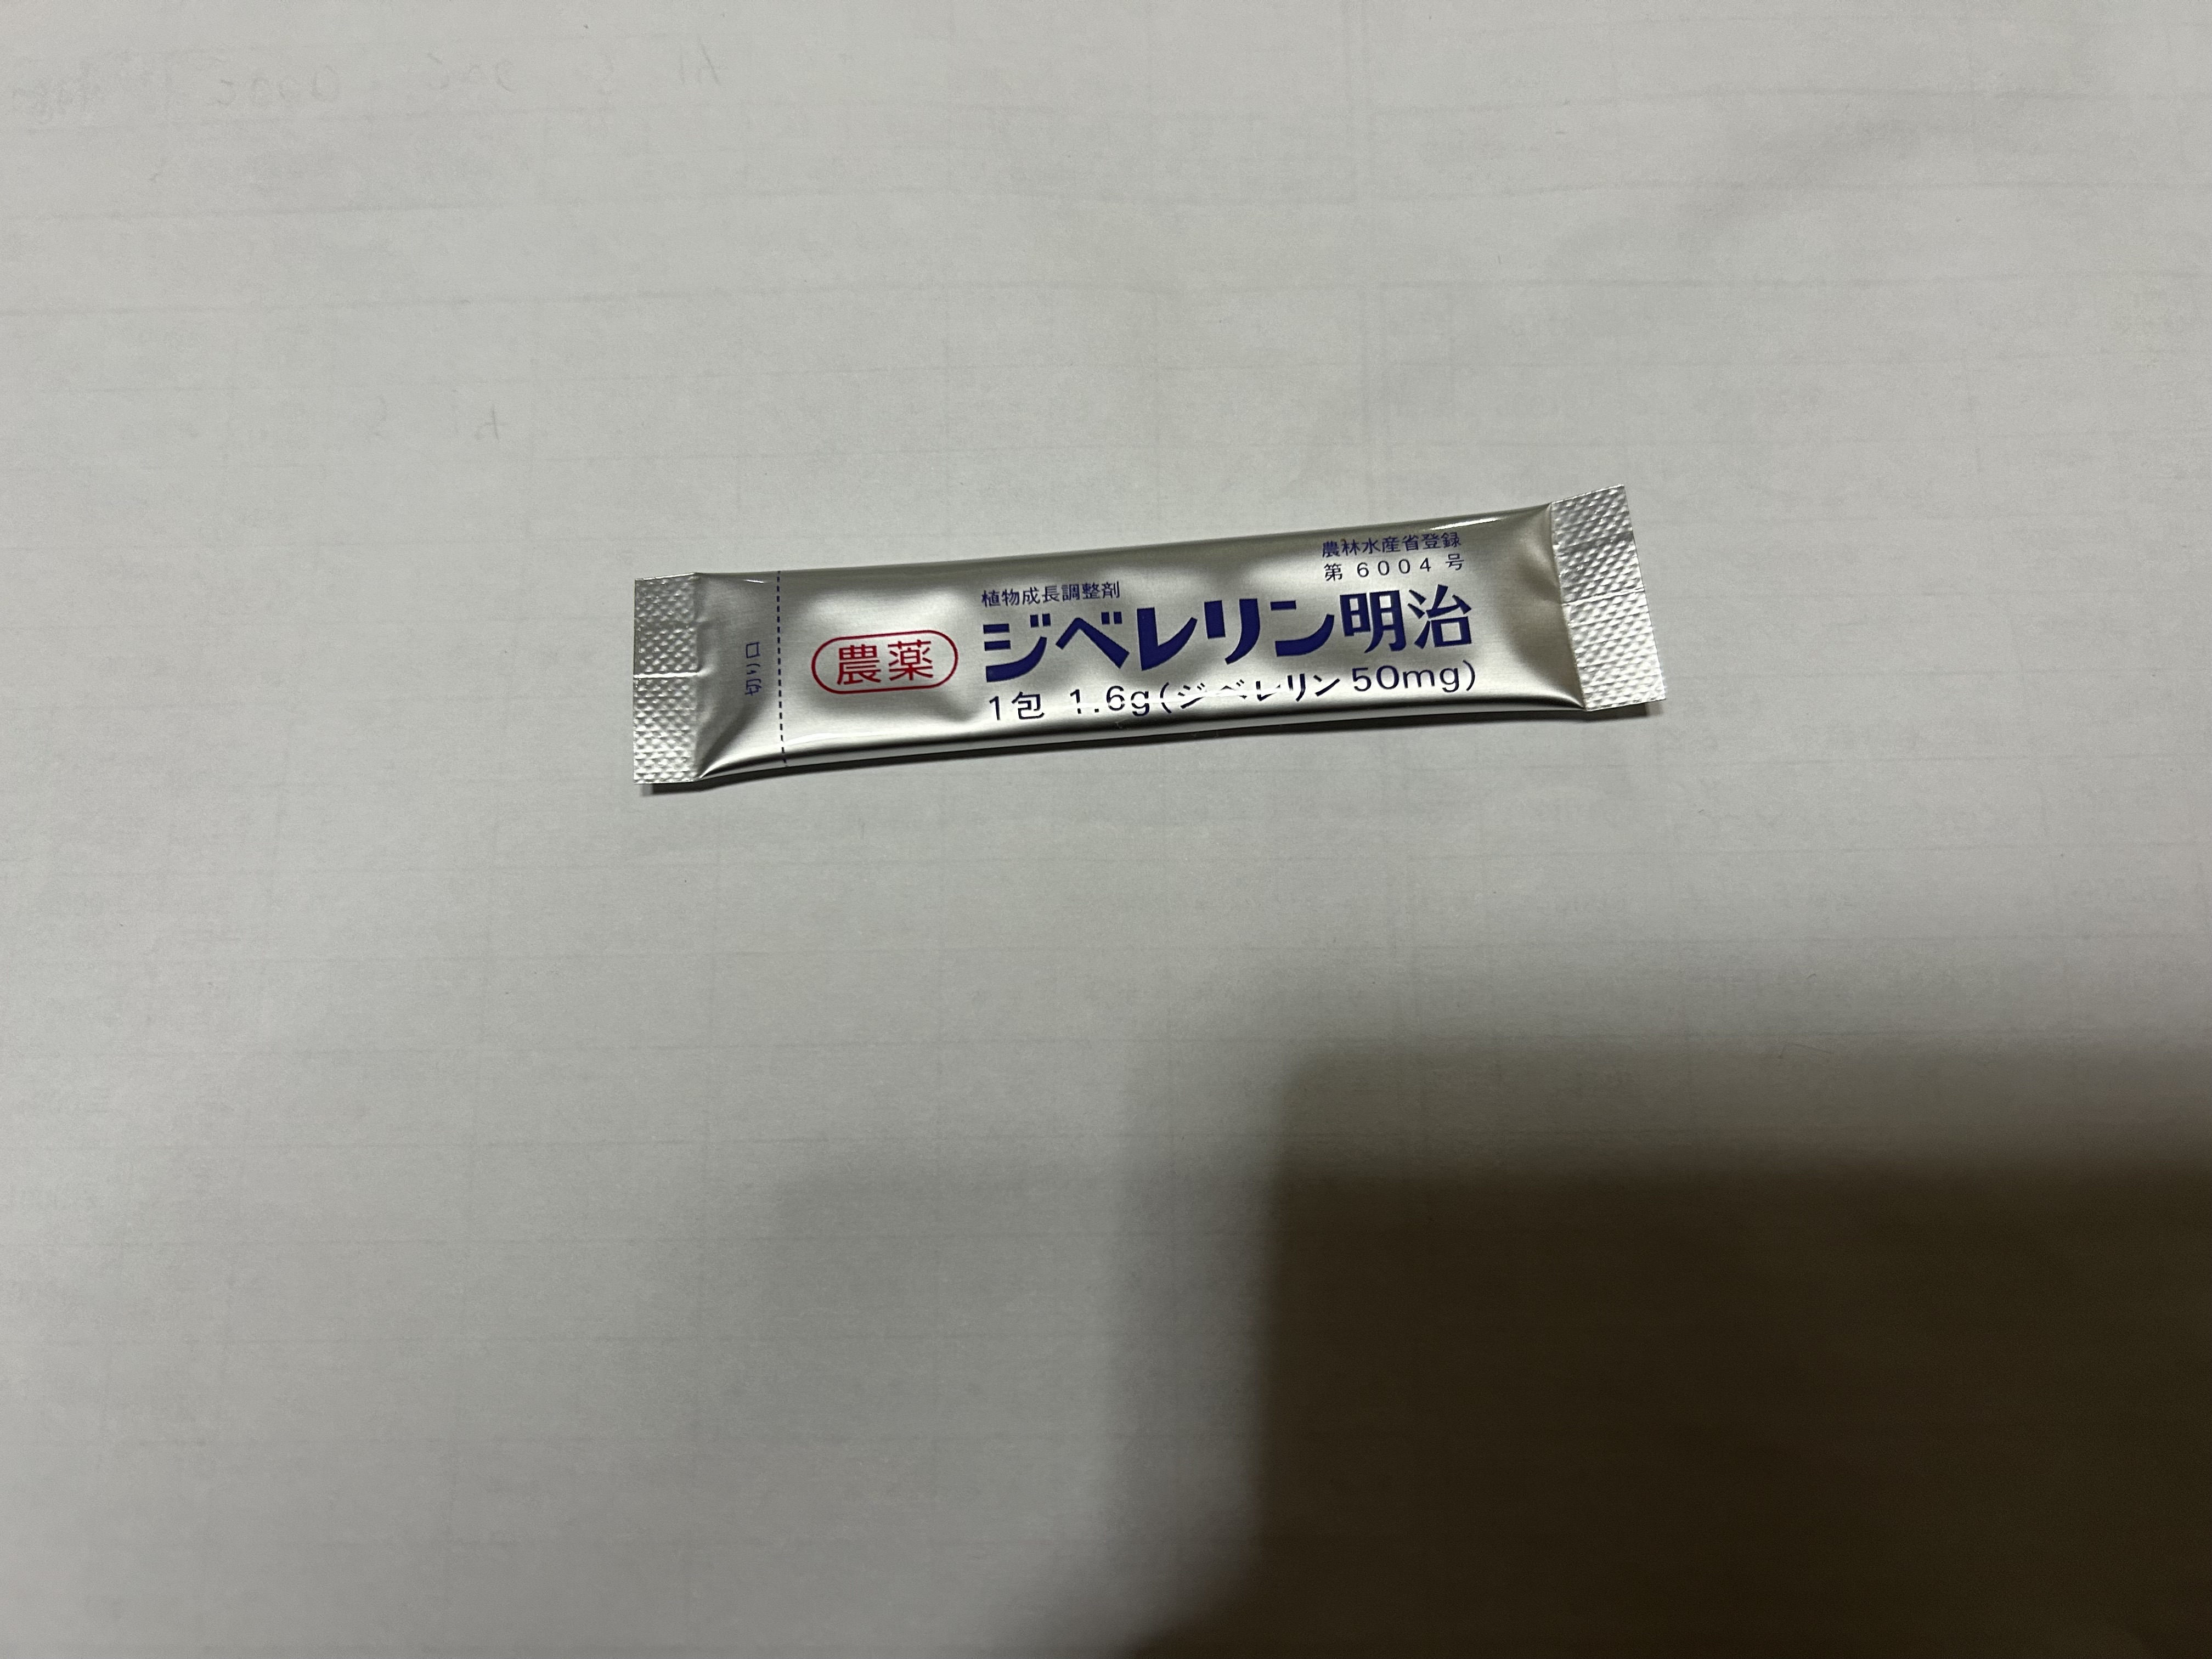 農林水産省登録
第 6004 号
植物成長調整剤
ジベレリン明治
農薬
1包 1.6g(ジベレリン50mg)
切り口